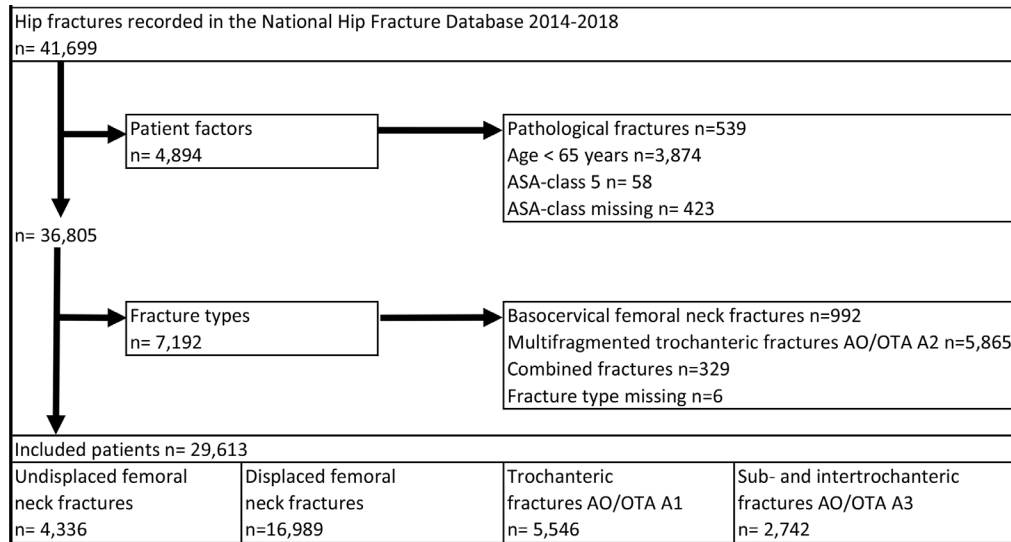 Hip fractures recorded in the National Hip Fracture Database 2014-2018
n= 41,699
Patient factors
n= 4,894
Pathological fractures n=539
Age < 65 years n=3,874
ASA-class 5 n= 58
ASA-class missing n= 423
n= 36,805
Fracture types
n= 7,192
Basocervical femoral neck fractures n=992
Multifragmented trochanteric fractures AO/OTA A2 n=5,865
Combined fractures n=329
Fracture type missing n=6
Included patients n= 29,613
Undisplaced femoral
neck fractures
n= 4,336
Displaced femoral
neck fractures
n=16,989
Trochanteric
fractures AO/OTA A1
n= 5,546
Sub- and intertrochanteric
fractures AO/OTA A3
n= 2,742